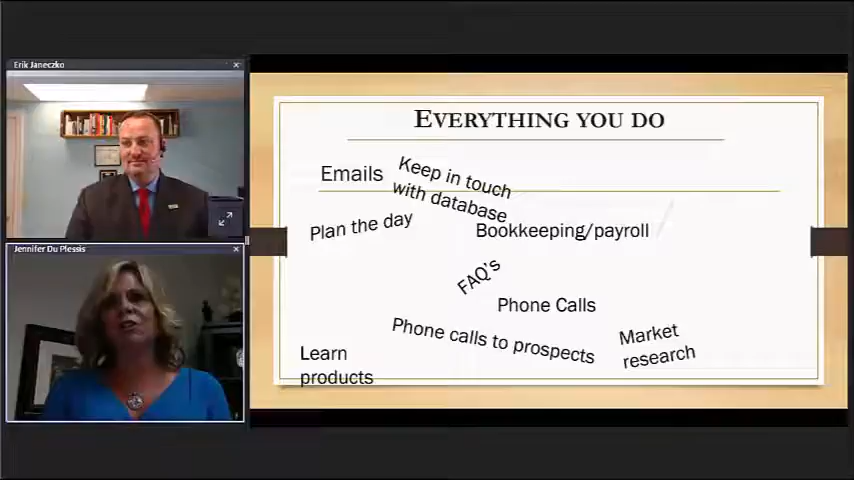 Erik Janeczko
EVERYTHING YOU DO
Emails
Keep in touch
with database
Plan the day
Bookkeeping/payroll
Jennifer Du Plessis
FAQ's
Phone Calls
Phone calls to prospects
Market
research
Learn
products